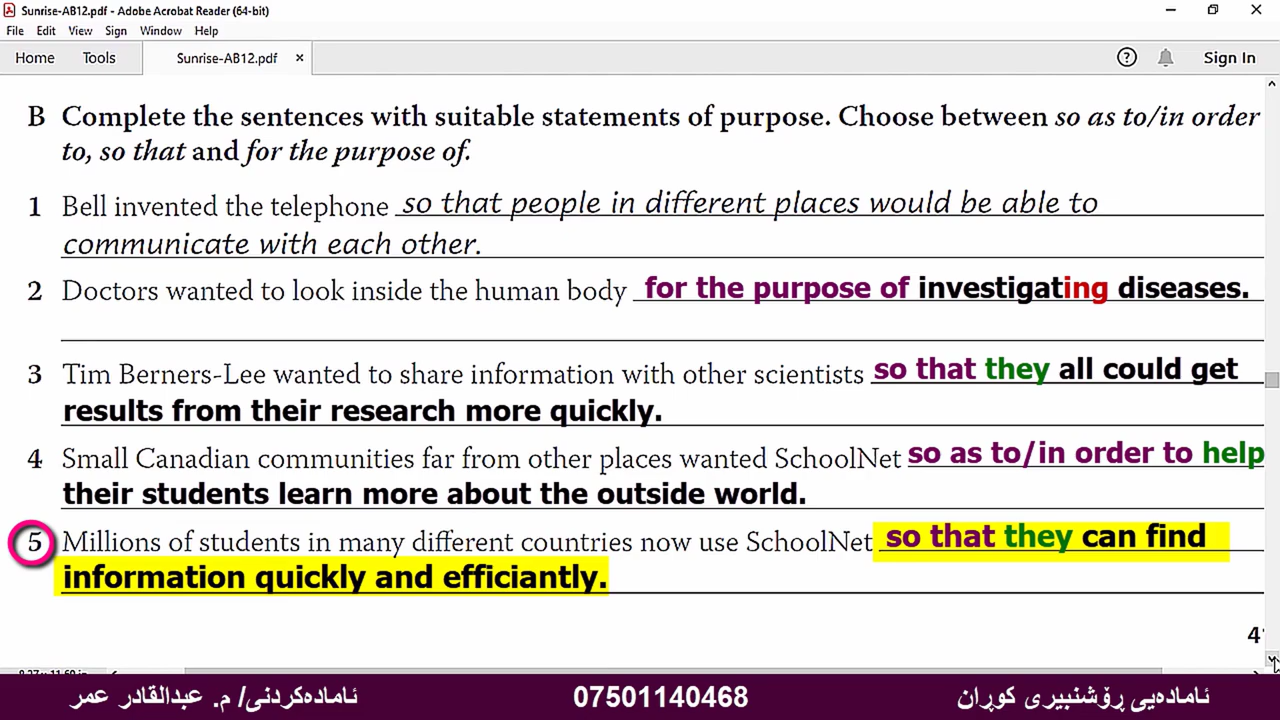 Sunrise-AB12.pdf - Adobe Acrobat Reader (64-bit)
File Edit View Sign Window Help
Home Tools Sunrise-AB12.pdf × Sign In
B Complete the sentences with suitable statements of purpose. Choose between so as to/in order
to, so that and for the purpose of.
1 Bell invented the telephone so that people in different places would be able to
communicate with each other.
2 Doctors wanted to look inside the human body for the purpose of investigating diseases.
3 Tim Berners-Lee wanted to share information with other scientists so that they all could get
results from their research more quickly.
4 Small Canadian communities far from other places wanted SchoolNet so as to/in order to help
their students learn more about the outside world.
5 Millions of students in many different countries now use SchoolNet so that they can find
information quickly and efficiantly.
ئامادەیی ڕۆشنبیری کوڕان 07501140468 ئامادەکردنی/ م. عبدالقادر عمر